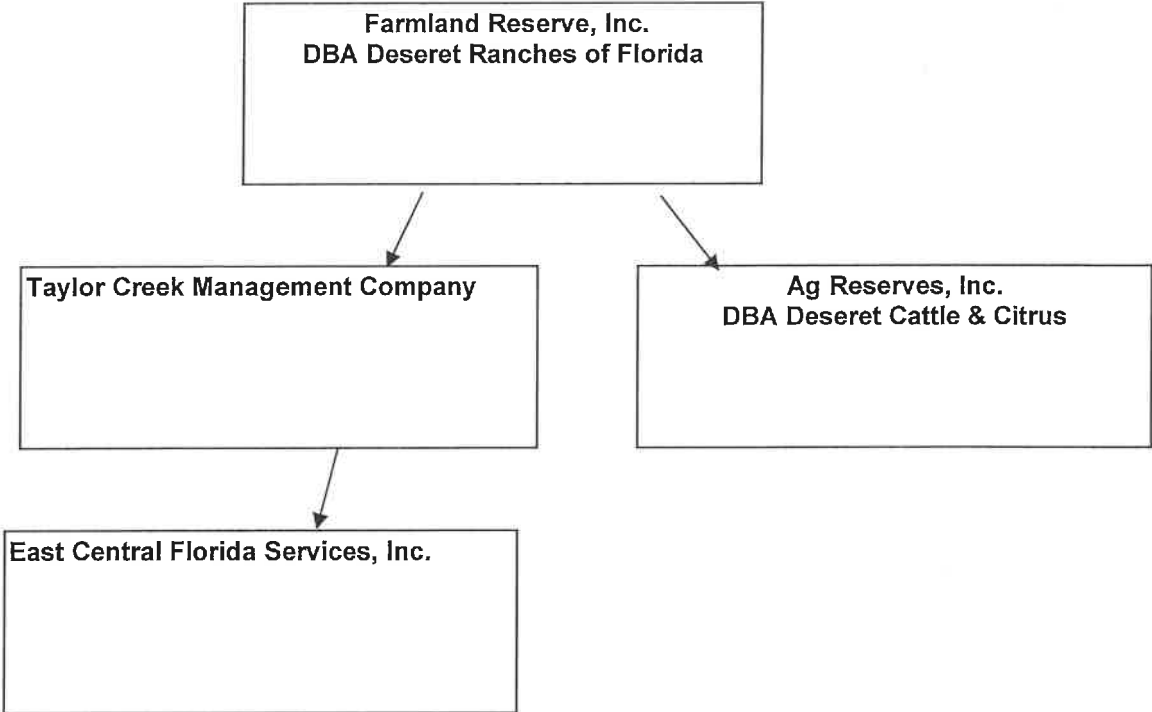 Farmland Reserve, Inc.
DBA Deseret Ranches of Florida
Taylor Creek Management Company
Ag Reserves, Inc.
DBA Deseret Cattle & Citrus
East Central Florida Services, Inc.